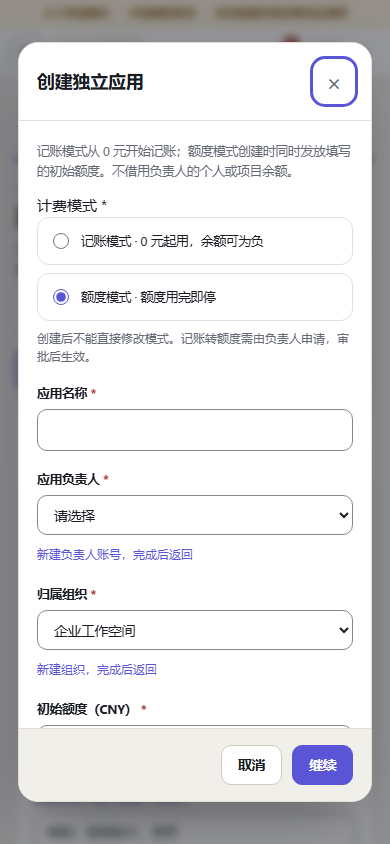 创建独立应用
×
记账模式从 0 元开始记账；额度模式创建时同时发放填写
的初始额度。不借用负责人的个人或项目余额。
计费模式 *
记账模式 · 0 元起用，余额可为负
额度模式 · 额度用完即停
创建后不能直接修改模式。记账转额度需由负责人申请，审
批后生效。
应用名称 *
应用负责人 *
请选择
新建负责人账号，完成后返回
归属组织 *
企业工作空间
新建组织，完成后返回
初始额度（CNY） *
取消
继续